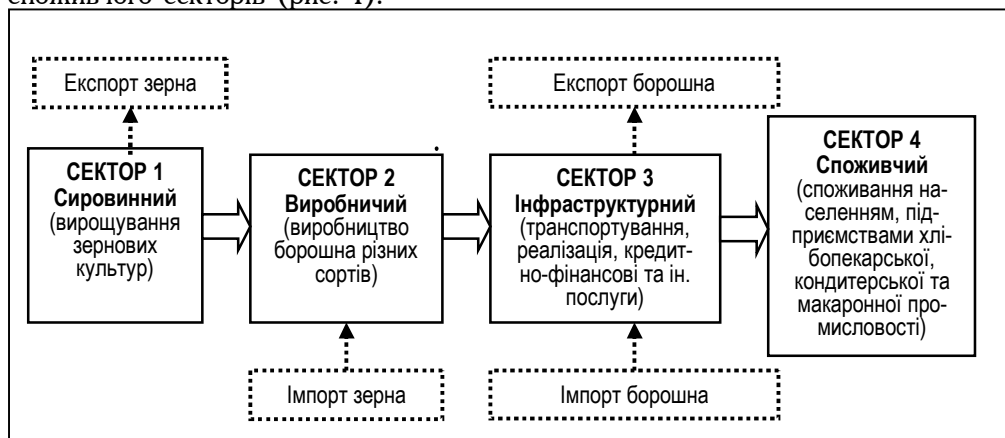 споживчого секторів (рис. 1).
Експорт зерна
Експорт борошна
СЕКТОР 1
Сировинний
(вирощування
зернових
культур)
СЕКТОР 2
Виробничий
(виробництво
борошна різних
сортів)
СЕКТОР 3
Інфраструктурний
(транспортування,
реалізація, кредит-
но-фінансові та ін.
послуги)
СЕКТОР 4
Споживчий
(споживання на-
селенням, під-
приємствами хлі-
бопекарської,
кондитерської та
макаронної про-
мисловості)
Імпорт зерна
Імпорт борошна